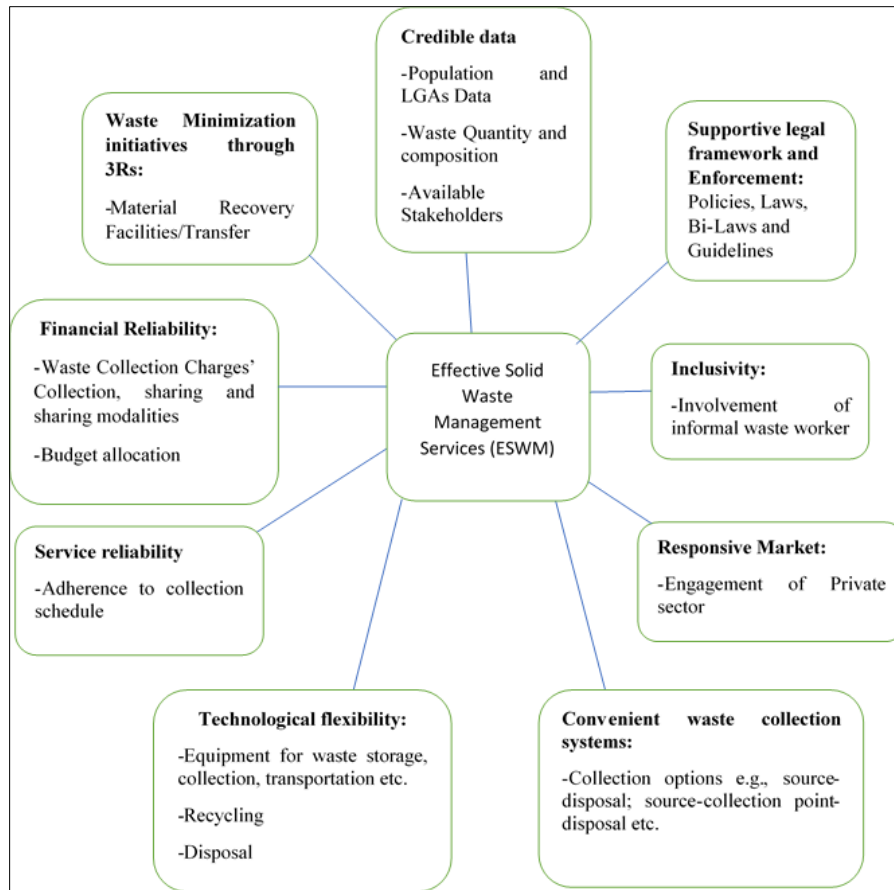 Credible data
-Population and
LGAs Data
-Waste Quantity and
composition
-Available
Stakeholders
Waste Minimization
initiatives through
3Rs:
-Material Recovery
Facilities/Transfer
Supportive legal
framework and
Enforcement:
Policies, Laws,
Bi-Laws and
Guidelines
Financial Reliability:
-Waste Collection Charges’
Collection, sharing and
sharing modalities
-Budget allocation
Effective Solid
Waste
Management
Services (ESWM)
Inclusivity:
-Involvement of
informal waste worker
Service reliability
-Adherence to collection
schedule
Responsive Market:
-Engagement of Private
sector
Technological flexibility:
-Equipment for waste storage,
collection, transportation etc.
-Recycling
-Disposal
Convenient waste collection
systems:
-Collection options e.g., source-
disposal; source-collection point-
disposal etc.